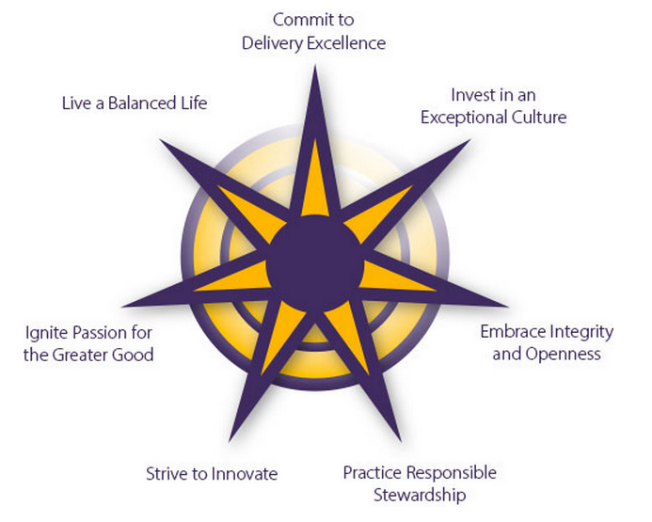 Commit to
Delivery Excellence
Live a Balanced Life
Invest in an
Exceptional Culture
Ignite Passion for
the Greater Good
Embrace Integrity
and Openness
Strive to Innovate
Practice Responsible
Stewardship